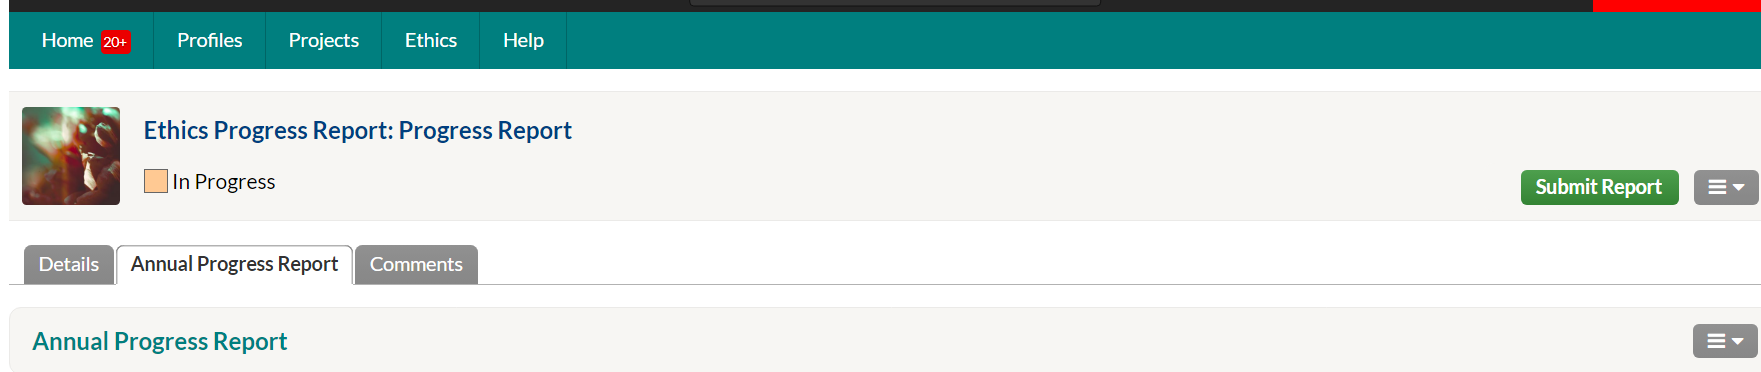 Home 20+ Profiles Projects Ethics Help
Ethics Progress Report: Progress Report
In Progress
Submit Report
Details Annual Progress Report Comments
Annual Progress Report